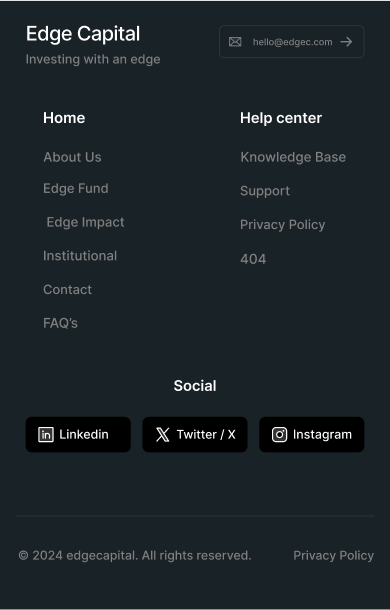 Edge Capital
Investing with an edge
hello@edgec.com
Home
About Us
Edge Fund
Edge Impact
Institutional
Contact
FAQ's
Help center
Knowledge Base
Support
Privacy Policy
404
Social
Linkedin
Twitter / X
Instagram
© 2024 edgecapital. All rights reserved.
Privacy Policy